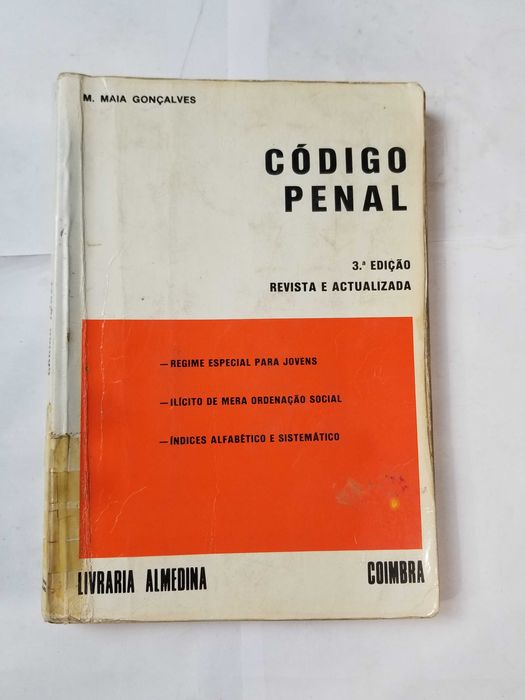 M. MAIA GONÇALVES
CÓDIGO
PENAL
3.ª EDIÇÃO
REVISTA E ACTUALIZADA
—REGIME ESPECIAL PARA JOVENS
—ILÍCITO DE MERA ORDENAÇÃO SOCIAL
—ÍNDICES ALFABÉTICO E SISTEMÁTICO
LIVRARIA ALMEDINA
COIMBRA